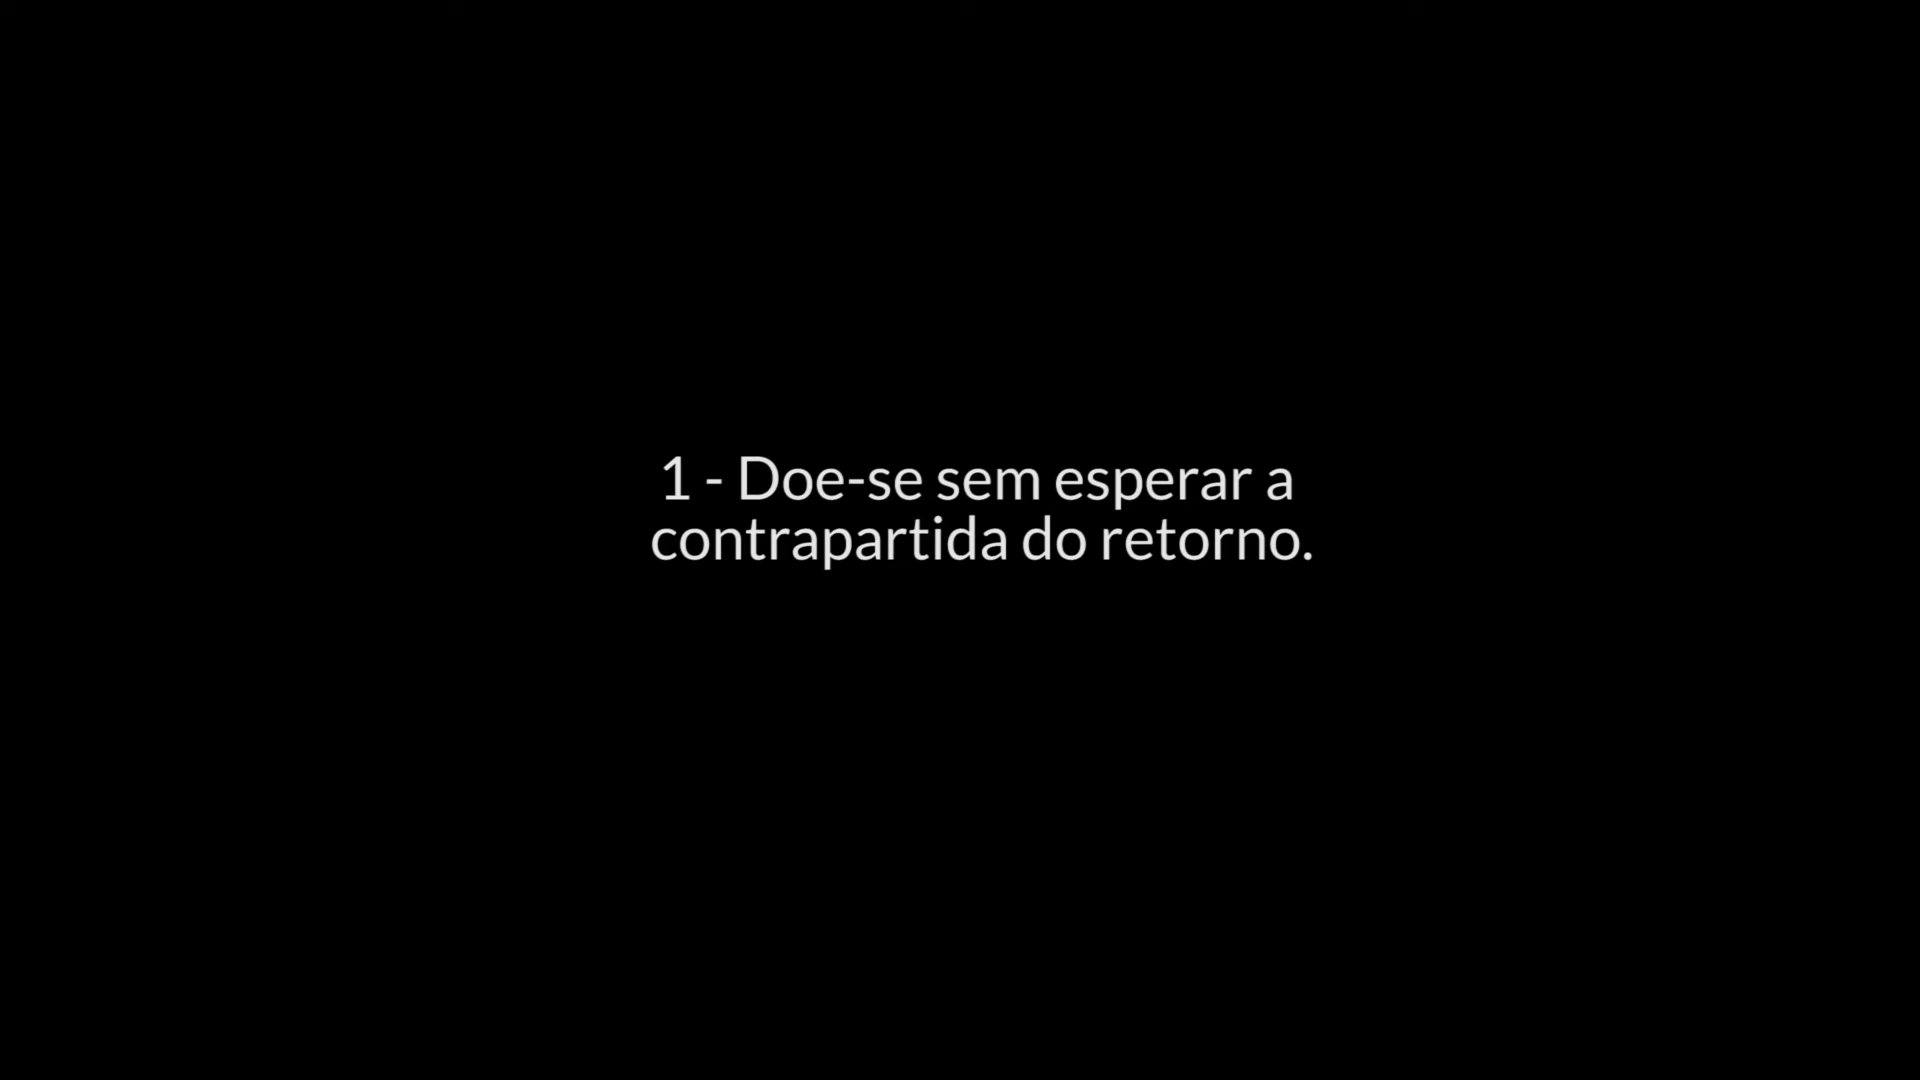 1 - Doe-se sem esperar a
contrapartida do retorno.